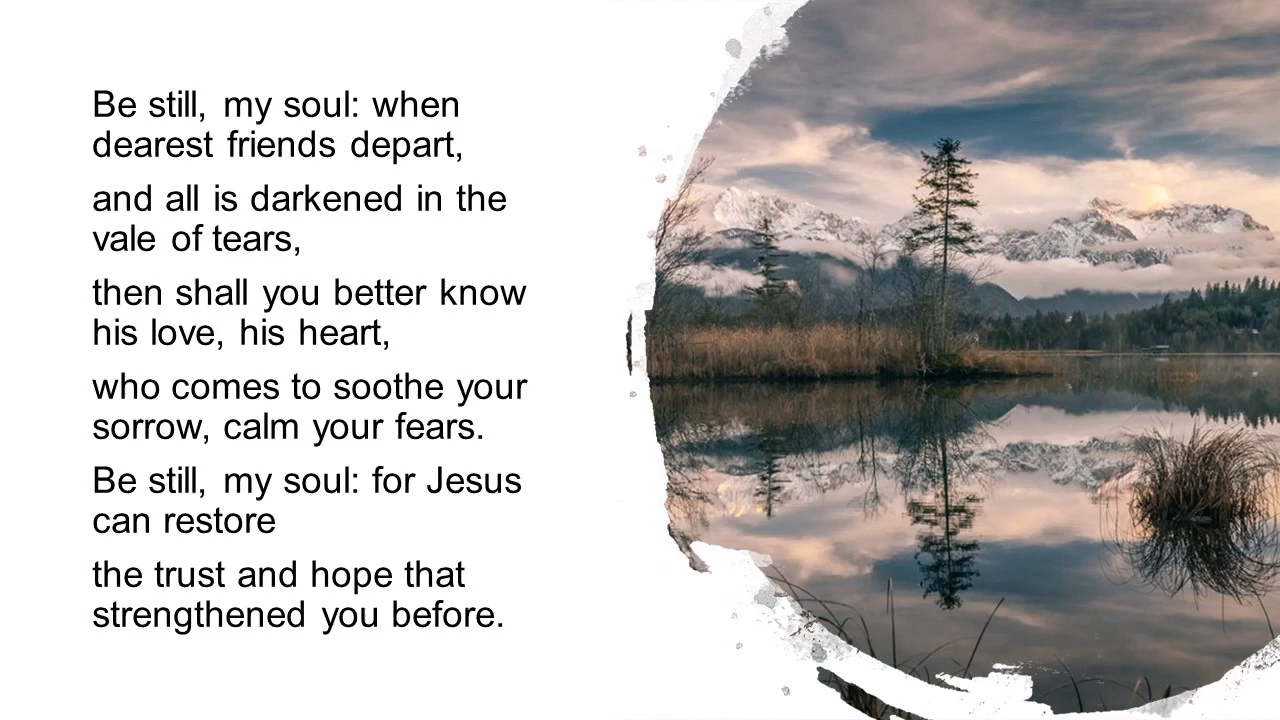 Be still, my soul: when
dearest friends depart,
and all is darkened in the
vale of tears,
then shall you better know
his love, his heart,
who comes to soothe your
sorrow, calm your fears.
Be still, my soul: for Jesus
can restore
the trust and hope that
strengthened you before.